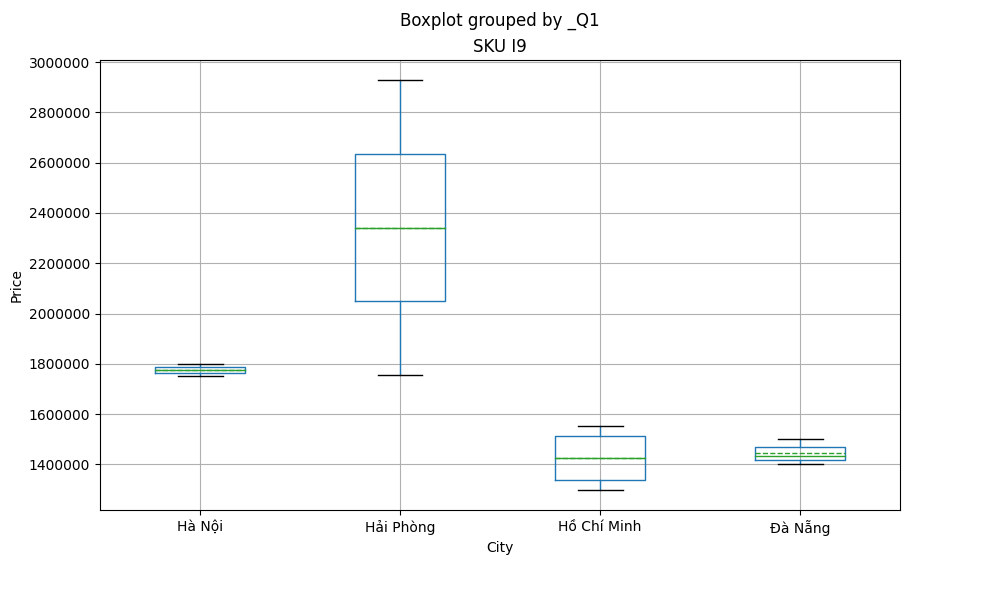 Boxplot grouped by _Q1
SKU I9
3000000
2800000
2600000
2400000
2200000
2000000
1800000
1600000
1400000
Price
Hà Nội
Hải Phòng
Hồ Chí Minh
Đà Nẵng
City